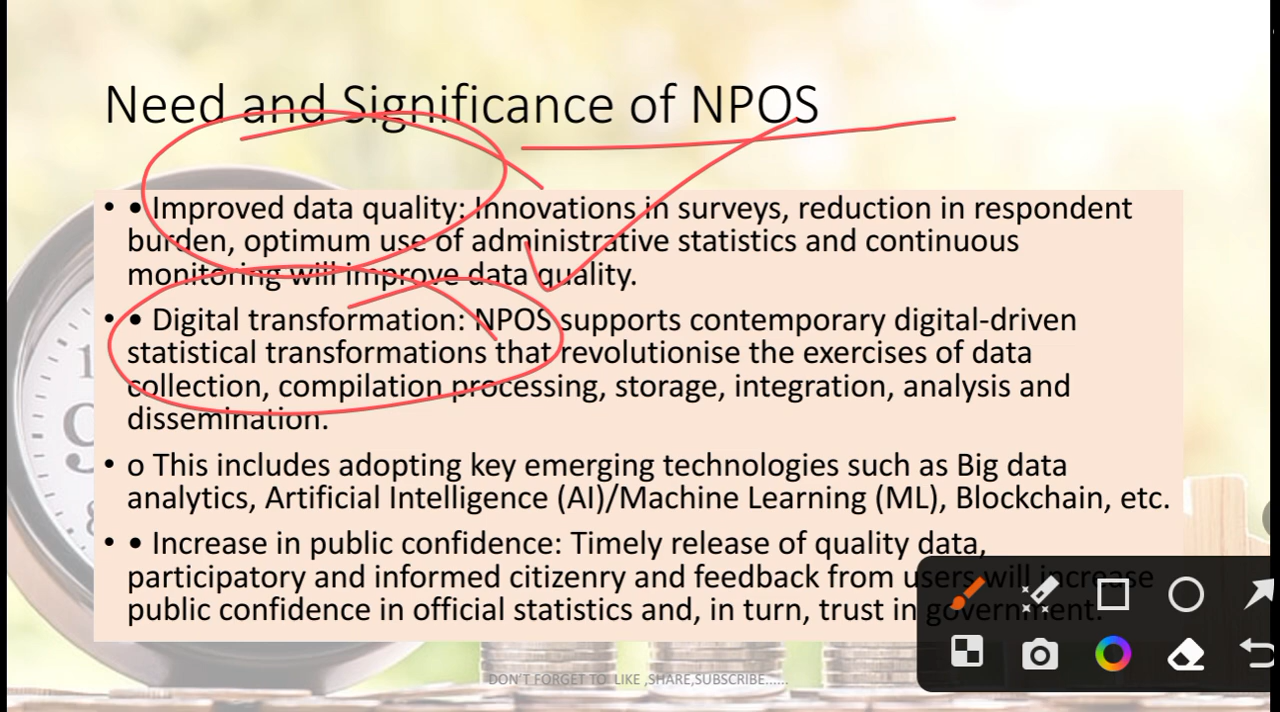 Need and Significance of NPOS
• • Improved data quality: Innovations in surveys, reduction in respondent
burden, optimum use of administrative statistics and continuous
monitoring will improve data quality.
• • Digital transformation: NPOS supports contemporary digital-driven
statistical transformations that revolutionise the exercises of data
collection, compilation processing, storage, integration, analysis and
dissemination.
• o This includes adopting key emerging technologies such as Big data
analytics, Artificial Intelligence (AI)/Machine Learning (ML), Blockchain, etc.
• • Increase in public confidence: Timely release of quality data,
participatory and informed citizenry and feedback from users will increase
public confidence in official statistics and, in turn, trust in government.
DON'T FORGET TO LIKE ,SHARE,SUBSCRIBE......